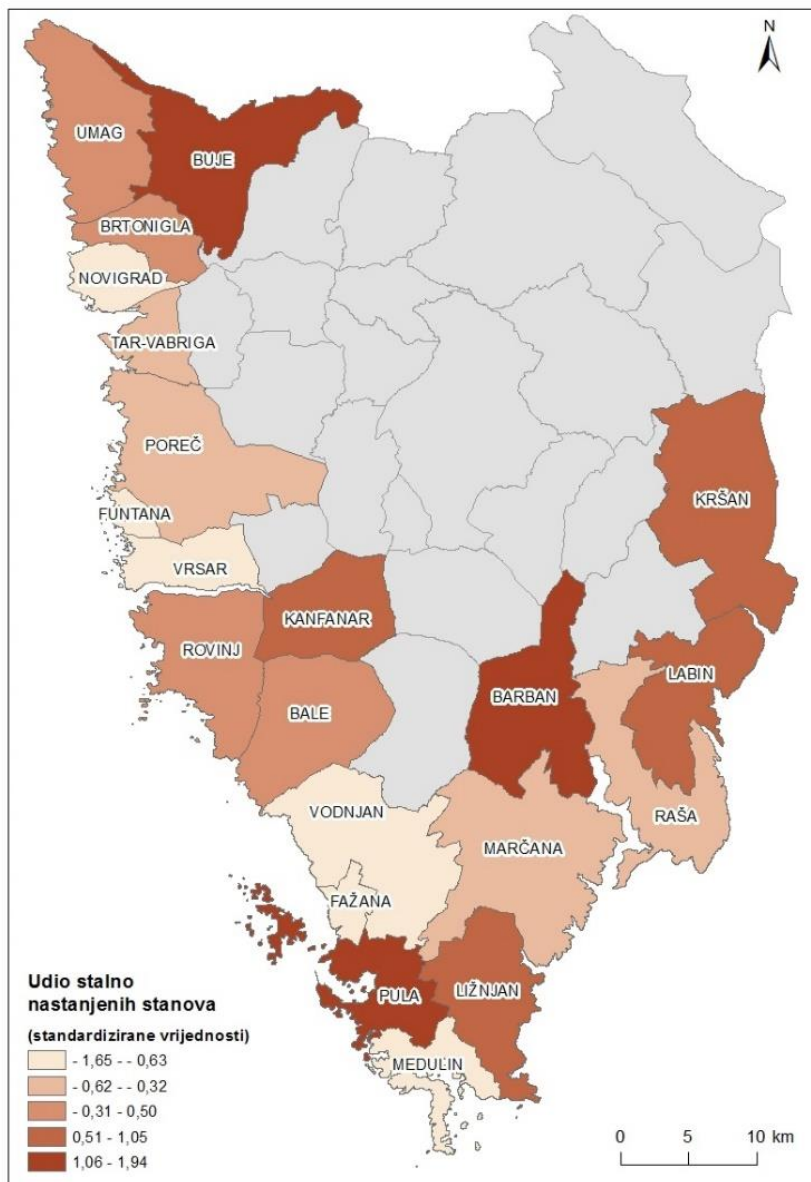 N
UMAG
BUJE
BRTONIGLA
NOVIGRAD
TAR-VABRIGA
POREČ
KRŠAN
FUNTANA
VRSAR
KANFANAR
ROVINJ
LABIN
BARBAN
BALE
VODNJAN
RAŠA
MARČANA
FAŽANA
Udio stalno
nastanjenih stanova
(standardizirane vrijednosti)
- 1,65 - - 0,63
- 0,62 - - 0,32
- 0,31 - 0,50
0,51 - 1,05
1,06 - 1,94
PULA
LIŽNJAN
MEDULIN
0 5 10 km